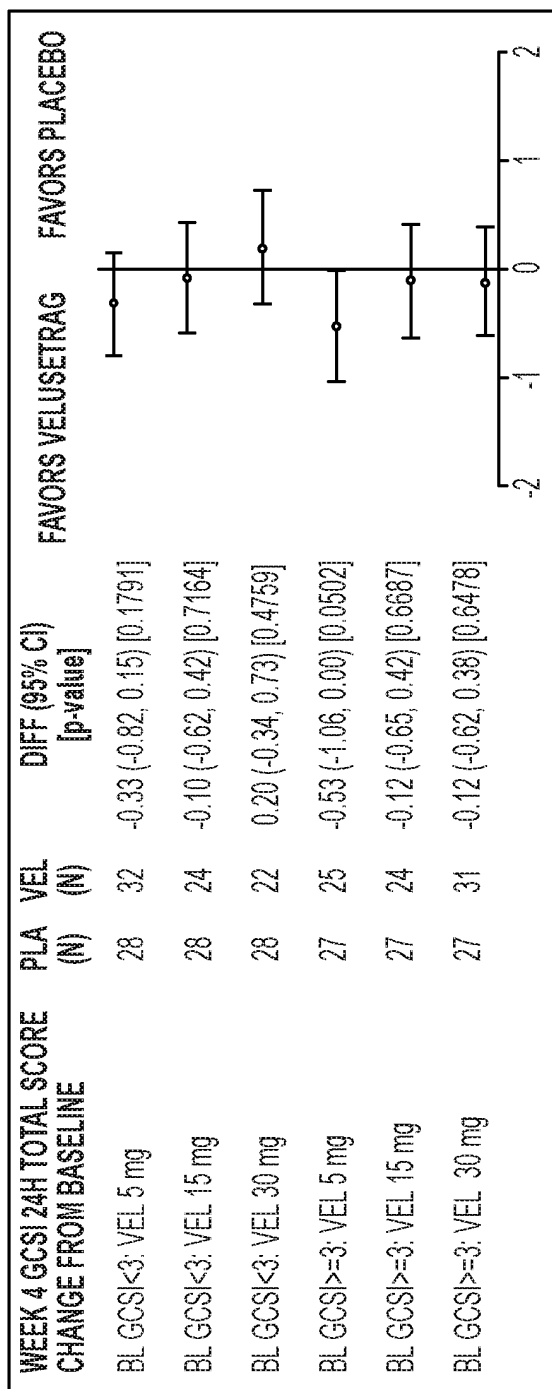 WEEK 4 GCSI 24H TOTAL SCORE PLA VEL DIFF (95% CI) FAVORS VELUSETRAG FAVORS PLACEBO
CHANGE FROM BASELINE (N) (N) [p-value]
BL GCSI<3: VEL 5 mg 28 32 -0.33 (-0.82, 0.15) [0.1791]
BL GCSI<3: VEL 15 mg 28 24 -0.10 (-0.62, 0.42) [0.7164]
BL GCSI<3: VEL 30 mg 28 22 0.20 (-0.34, 0.73) [0.4759]
BL GCSI>=3: VEL 5 mg 27 25 -0.53 (-1.06, 0.00) [0.0502]
BL GCSI>=3: VEL 15 mg 27 24 -0.12 (-0.65, 0.42) [0.6687]
BL GCSI>=3: VEL 30 mg 27 31 -0.12 (-0.62, 0.38) [0.6478]
-2 -1 0 1 2